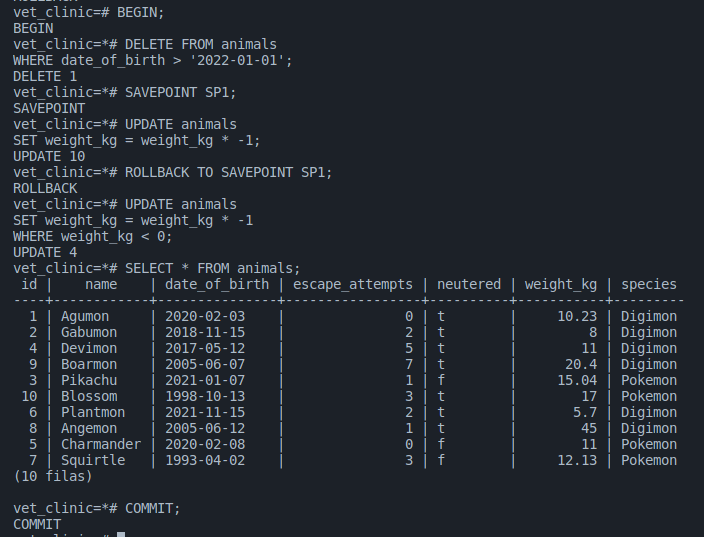 ROLLBACK
vet_clinic=# BEGIN;
BEGIN
vet_clinic=*# DELETE FROM animals
WHERE date_of_birth > '2022-01-01';
DELETE 1
vet_clinic=*# SAVEPOINT SP1;
SAVEPOINT
vet_clinic=*# UPDATE animals
SET weight_kg = weight_kg * -1;
UPDATE 10
vet_clinic=*# ROLLBACK TO SAVEPOINT SP1;
ROLLBACK
vet_clinic=*# UPDATE animals
SET weight_kg = weight_kg * -1
WHERE weight_kg < 0;
UPDATE 4
vet_clinic=*# SELECT * FROM animals;
 id |    name    | date_of_birth | escape_attempts | neutered | weight_kg | species
----+------------+---------------+-----------------+----------+-----------+---------
  1 | Agumon     | 2020-02-03    |               0 | t        |     10.23 | Digimon
  2 | Gabumon    | 2018-11-15    |               2 | t        |         8 | Digimon
  4 | Devimon    | 2017-05-12    |               5 | t        |        11 | Digimon
  9 | Boarmon    | 2005-06-07    |               7 | t        |      20.4 | Digimon
  3 | Pikachu    | 2021-01-07    |               1 | f        |     15.04 | Pokemon
 10 | Blossom    | 1998-10-13    |               3 | t        |        17 | Pokemon
  6 | Plantmon   | 2021-11-15    |               2 | t        |       5.7 | Digimon
  8 | Angemon    | 2005-06-12    |               1 | t        |        45 | Digimon
  5 | Charmander | 2020-02-08    |               0 | f        |        11 | Pokemon
  7 | Squirtle   | 1993-04-02    |               3 | f        |     12.13 | Pokemon
(10 filas)

vet_clinic=*# COMMIT;
COMMIT
vet_clinic=#